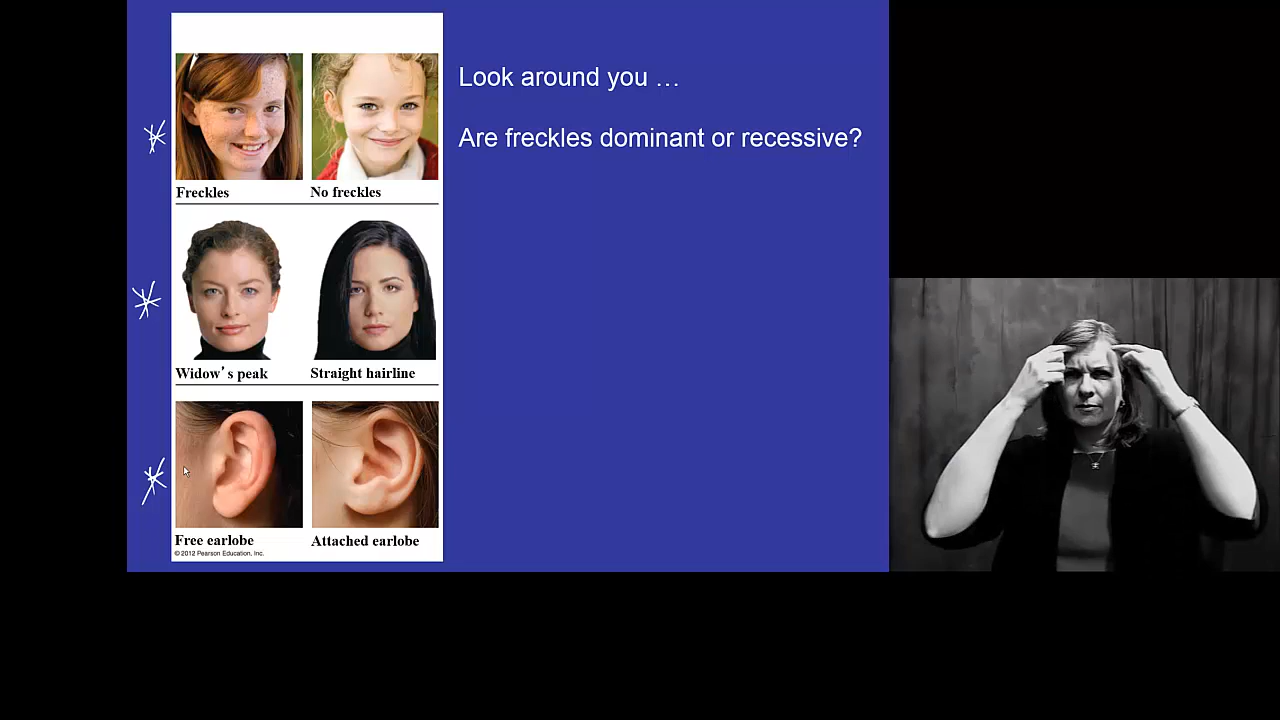 Look around you …
Are freckles dominant or recessive?
Freckles No freckles
Widow's peak Straight hairline
Free earlobe Attached earlobe
© 2012 Pearson Education, Inc.